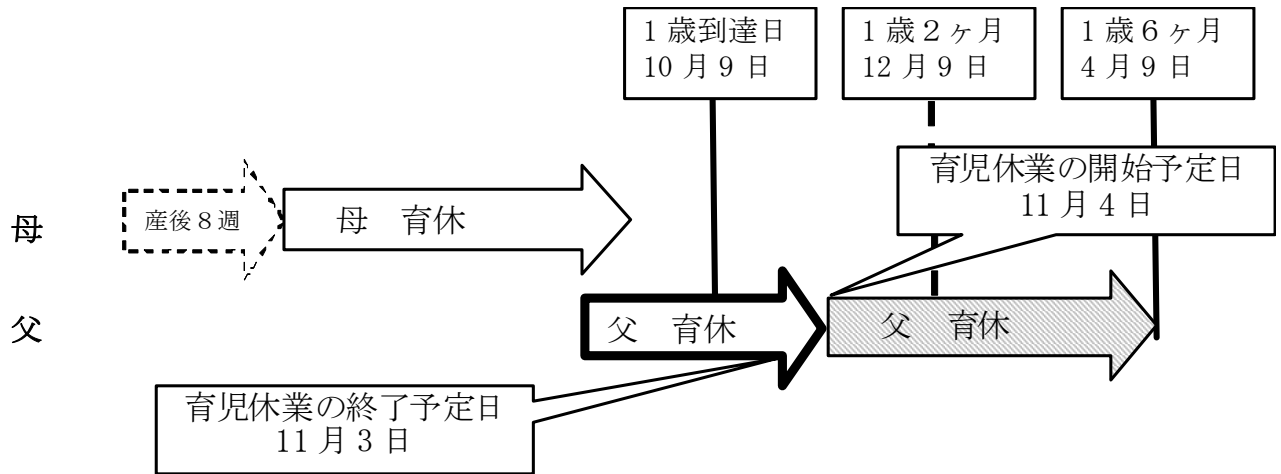 1歳到達日
10月9日
1歳2ヶ月
12月9日
1歳6ヶ月
4月9日
育児休業の開始予定日
11月4日
母
産後8週
母 育休
父
父 育休
父 育休
育児休業の終了予定日
11月3日